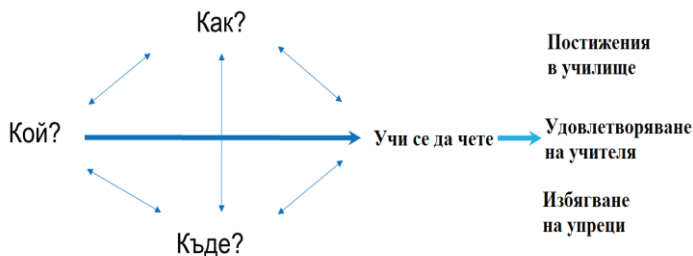 Как?
Постижения
в училище
Кой?
Учи се да чете
Удовлетворяване
на учителя
Избягване
на упреци
Къде?